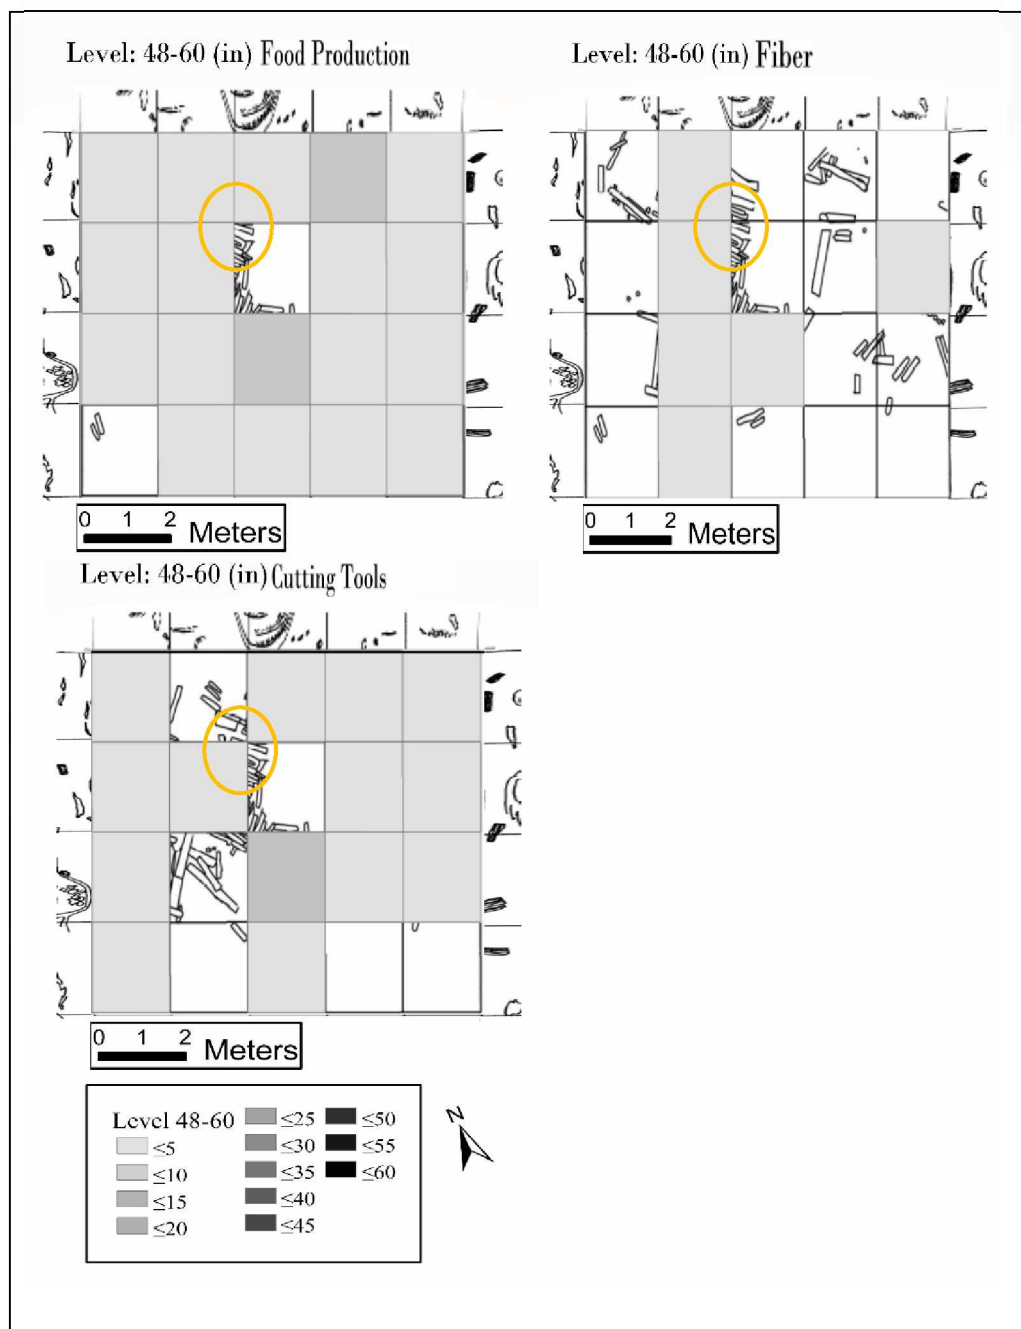 Level: 48-60 (in) Food Production
Level: 48-60 (in) Fiber
0 1 2
Meters
0 1 2
Meters
Level: 48-60 (in) Cutting Tools
0 1 2
Meters
Level 48-60
≤5
≤10
≤15
≤20
≤25
≤30
≤35
≤40
≤45
≤50
≤55
≤60
N